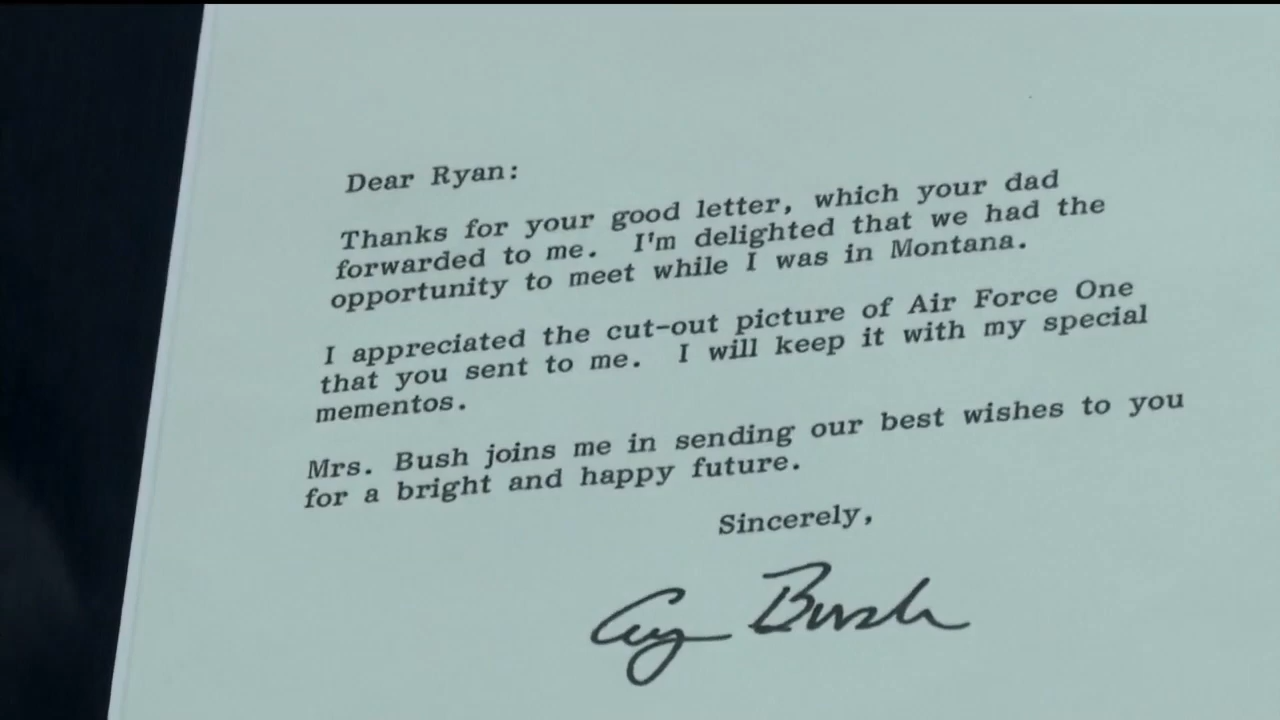 Dear Ryan:
Thanks for your good letter, which your dad
forwarded to me. I'm delighted that we had the
opportunity to meet while I was in Montana.
I appreciated the cut-out picture of Air Force One
that you sent to me. I will keep it with my special
mementos.
Mrs. Bush joins me in sending our best wishes to you
for a bright and happy future.
Sincerely,
Bush